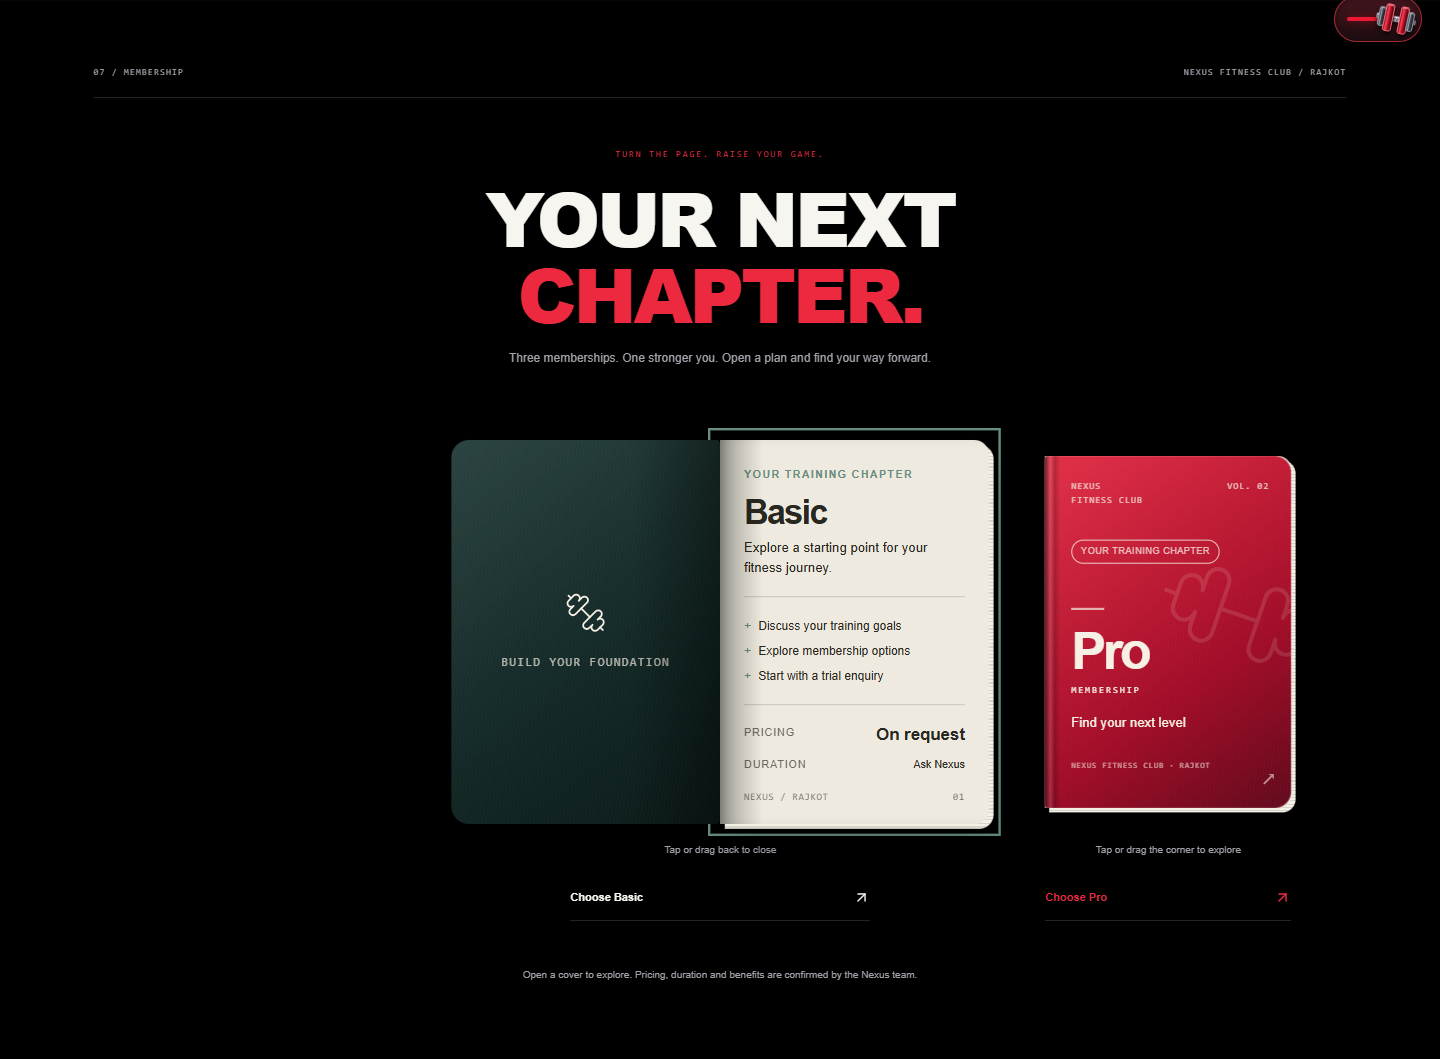 07 / MEMBERSHIP
NEXUS FITNESS CLUB / RAJKOT
TURN THE PAGE. RAISE YOUR GAME.
YOUR NEXT
CHAPTER.
Three memberships. One stronger you. Open a plan and find your way forward.
BUILD YOUR FOUNDATION
YOUR TRAINING CHAPTER
Basic
Explore a starting point for your
fitness journey.
+ Discuss your training goals
+ Explore membership options
+ Start with a trial enquiry
PRICING On request
DURATION Ask Nexus
NEXUS / RAJKOT 01
Tap or drag back to close
Choose Basic
NEXUS
FITNESS CLUB
VOL. 02
YOUR TRAINING CHAPTER
Pro
MEMBERSHIP
Find your next level
NEXUS FITNESS CLUB · RAJKOT
Tap or drag the corner to explore
Choose Pro
Open a cover to explore. Pricing, duration and benefits are confirmed by the Nexus team.